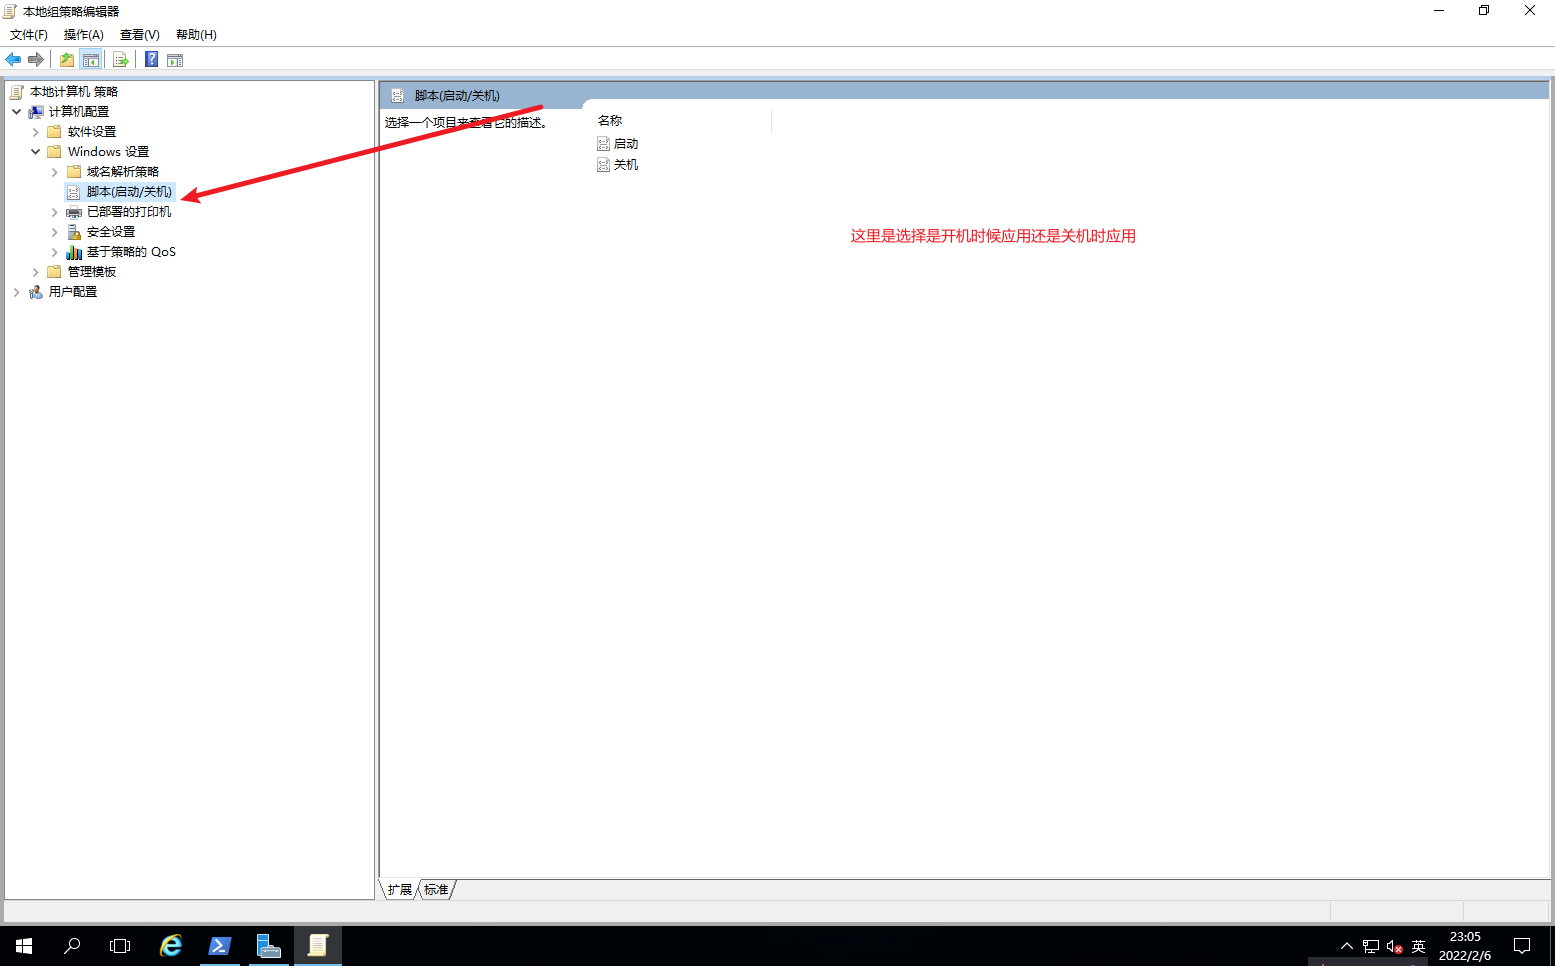 本地组策略编辑器
文件(F) 操作(A) 查看(V) 帮助(H)
本地计算机 策略
计算机配置
软件设置
Windows 设置
域名解析策略
脚本(启动/关机)
已部署的打印机
安全设置
基于策略的 QoS
管理模板
用户配置
脚本(启动/关机)
选择一个项目来查看它的描述。
名称
启动
关机
这里是选择是开机时候应用还是关机时应用
扩展 标准
英
23:05
2022/2/6